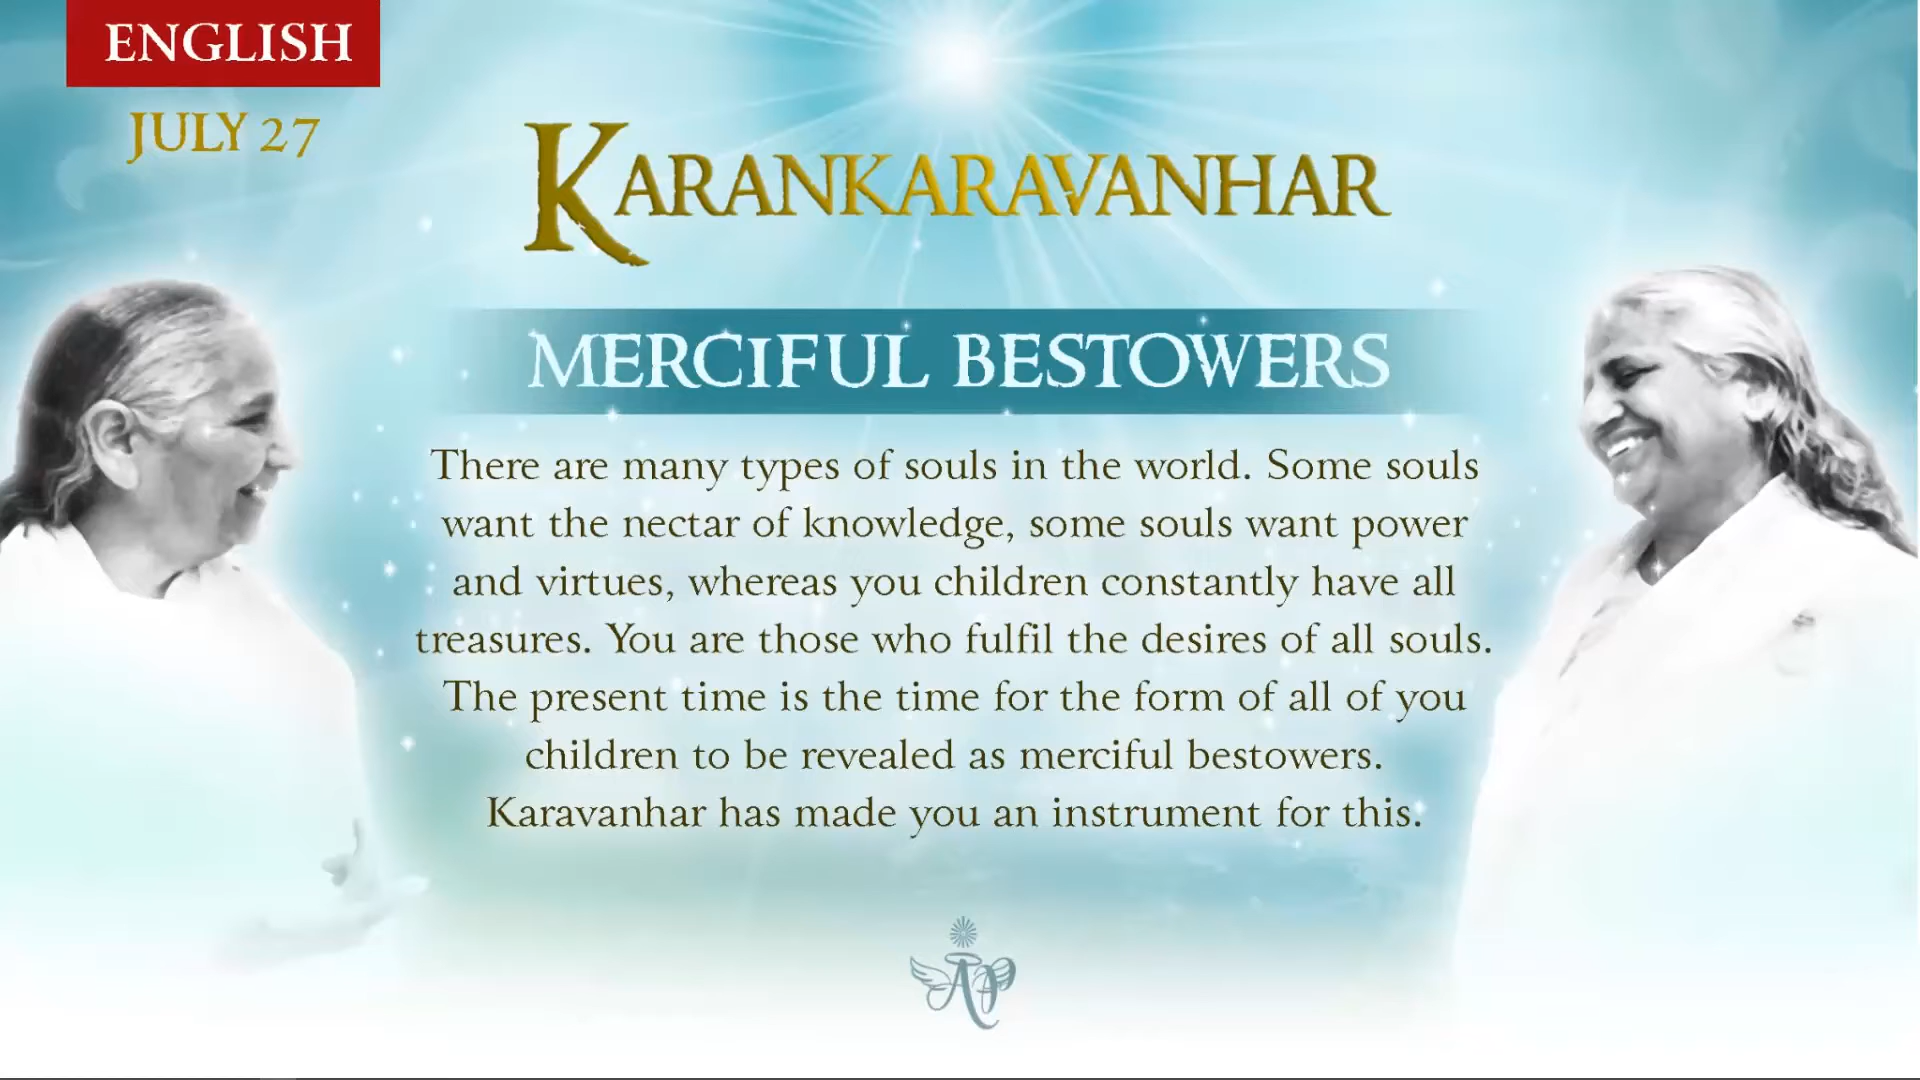 ENGLISH
JULY 27
KARANKARAVANHAR
MERCIFUL BESTOWERS
There are many types of souls in the world. Some souls
want the nectar of knowledge, some souls want power
and virtues, whereas you children constantly have all
treasures. You are those who fulfil the desires of all souls.
The present time is the time for the form of all of you
children to be revealed as merciful bestowers.
Karavanhar has made you an instrument for this.